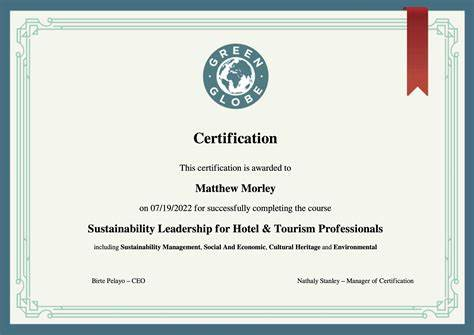 GREEN
GLOBE
Certification
This certification is awarded to
Matthew Morley
on 07/19/2022 for successfully completing the course
Sustainability Leadership for Hotel & Tourism Professionals
including Sustainability Management, Social And Economic, Cultural Heritage and Environmental
Birte Pelayo – CEO
Nathaly Stanley – Manager of Certification